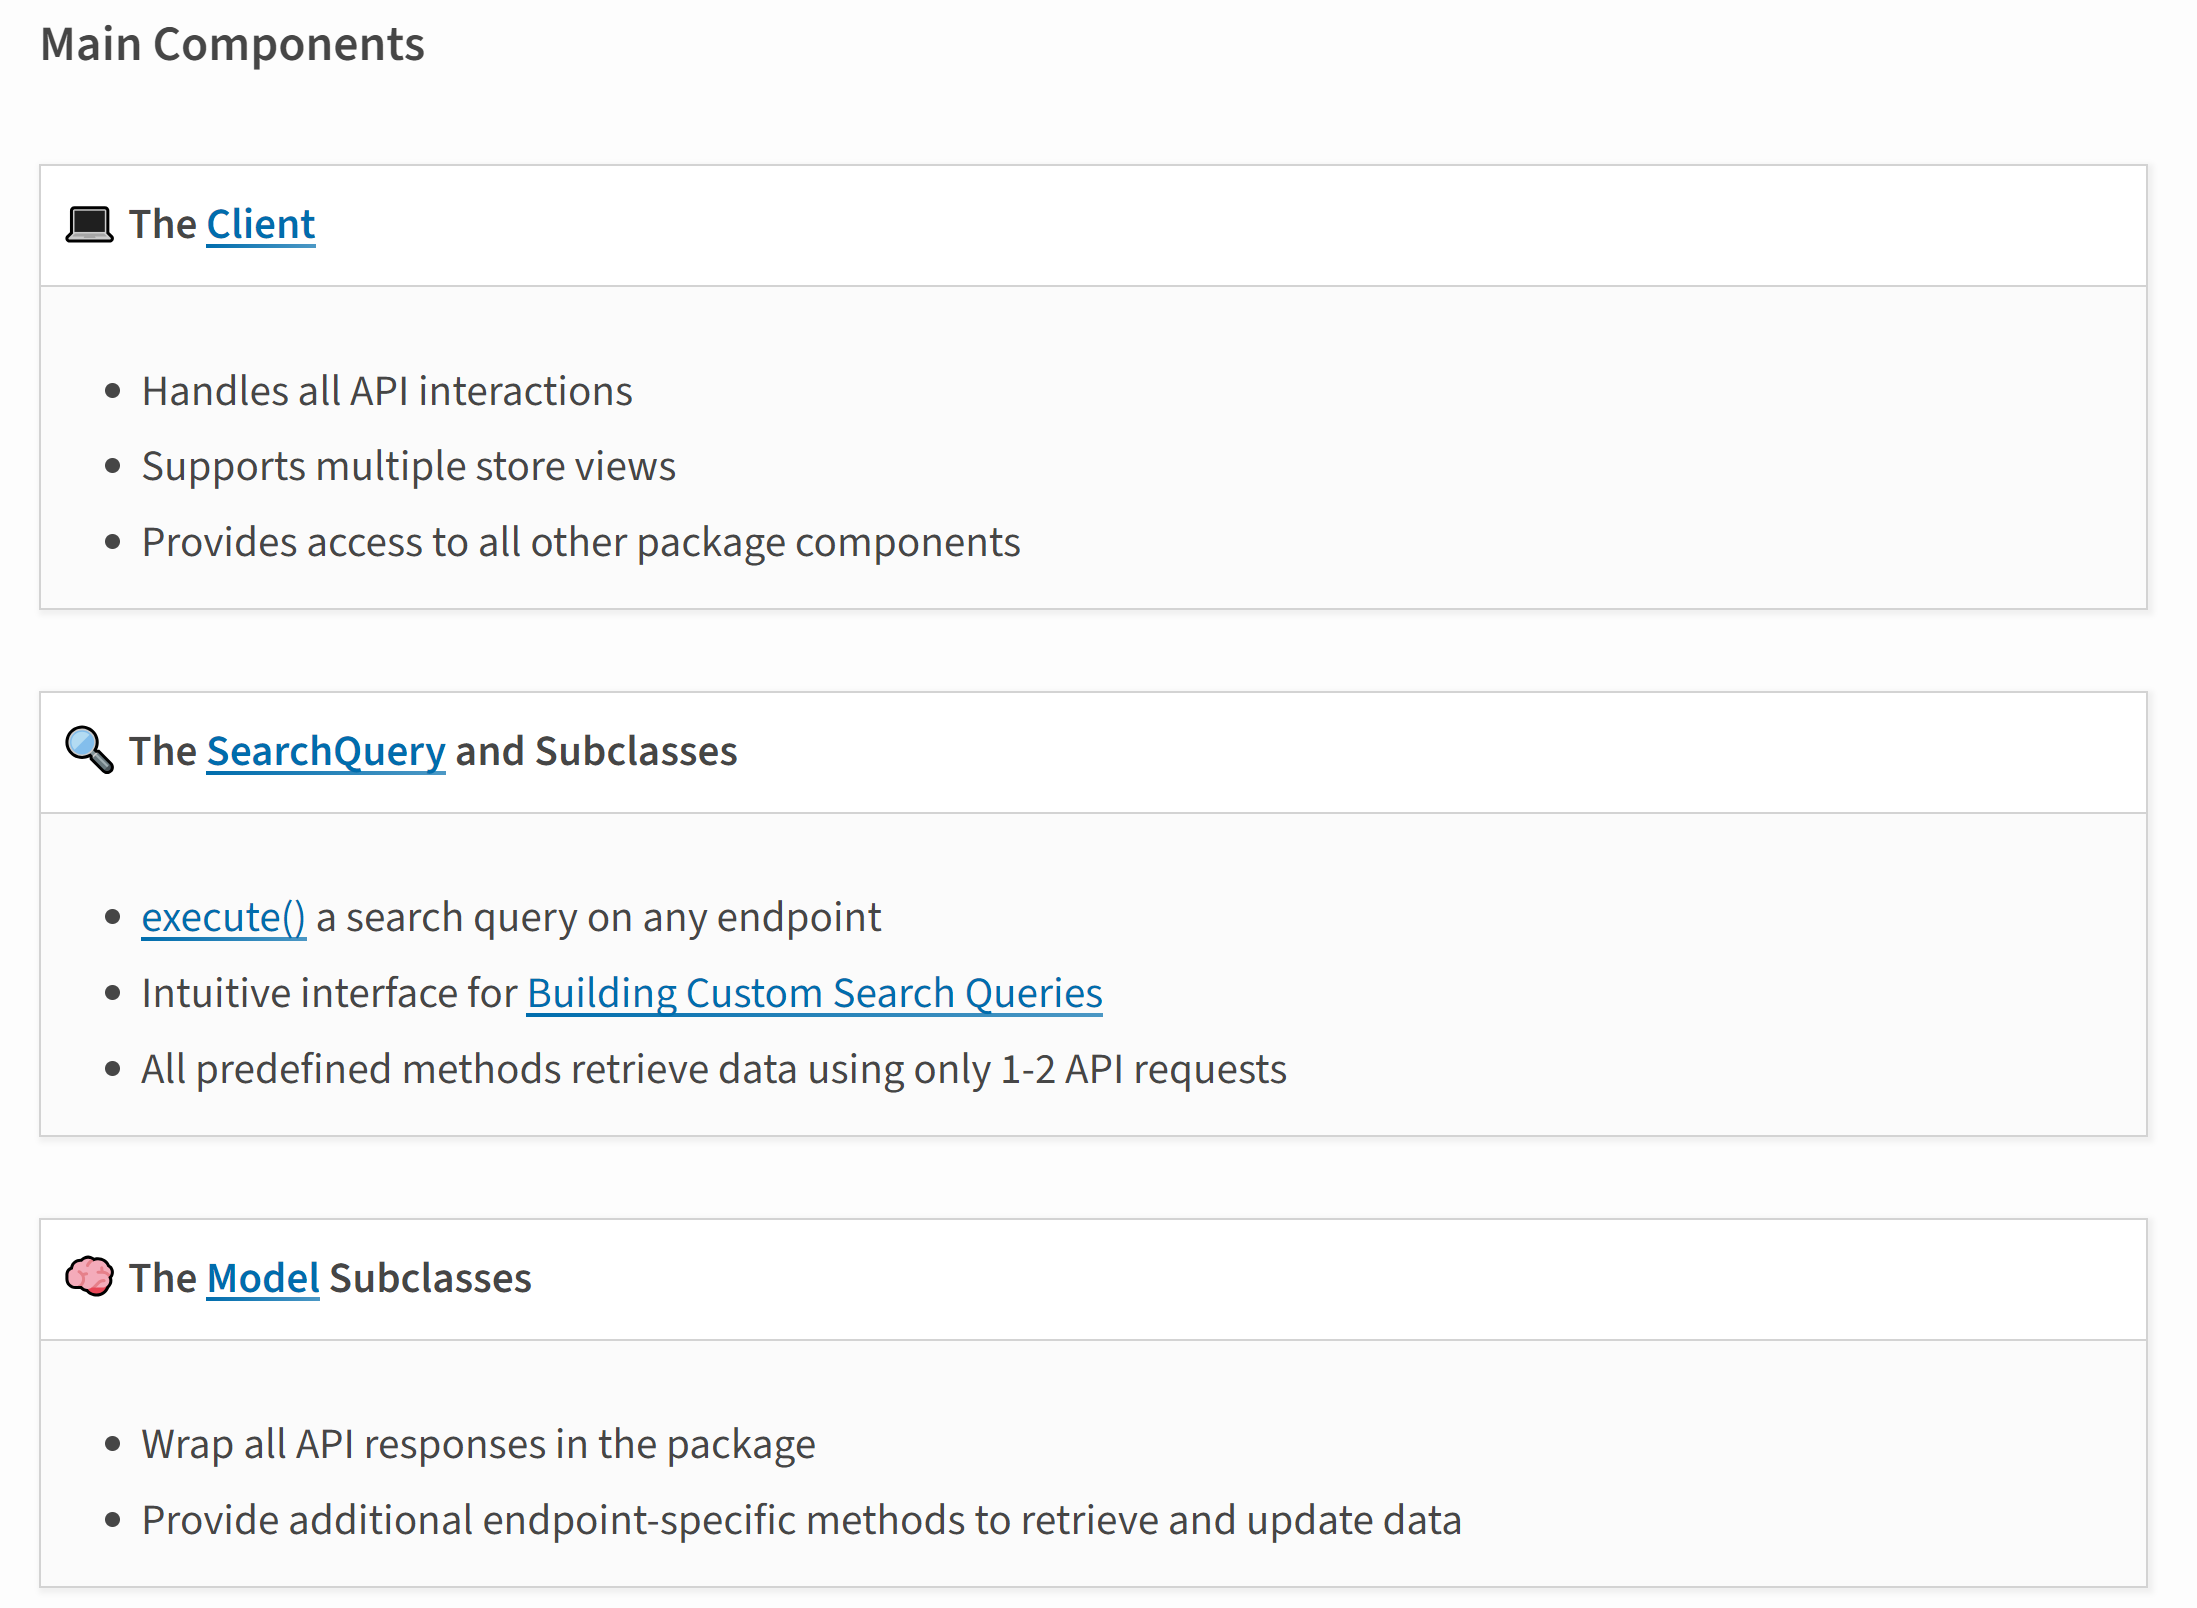 Main Components
The Client
Handles all API interactions
Supports multiple store views
Provides access to all other package components
The SearchQuery and Subclasses
execute() a search query on any endpoint
Intuitive interface for Building Custom Search Queries
All predefined methods retrieve data using only 1-2 API requests
The Model Subclasses
Wrap all API responses in the package
Provide additional endpoint-specific methods to retrieve and update data